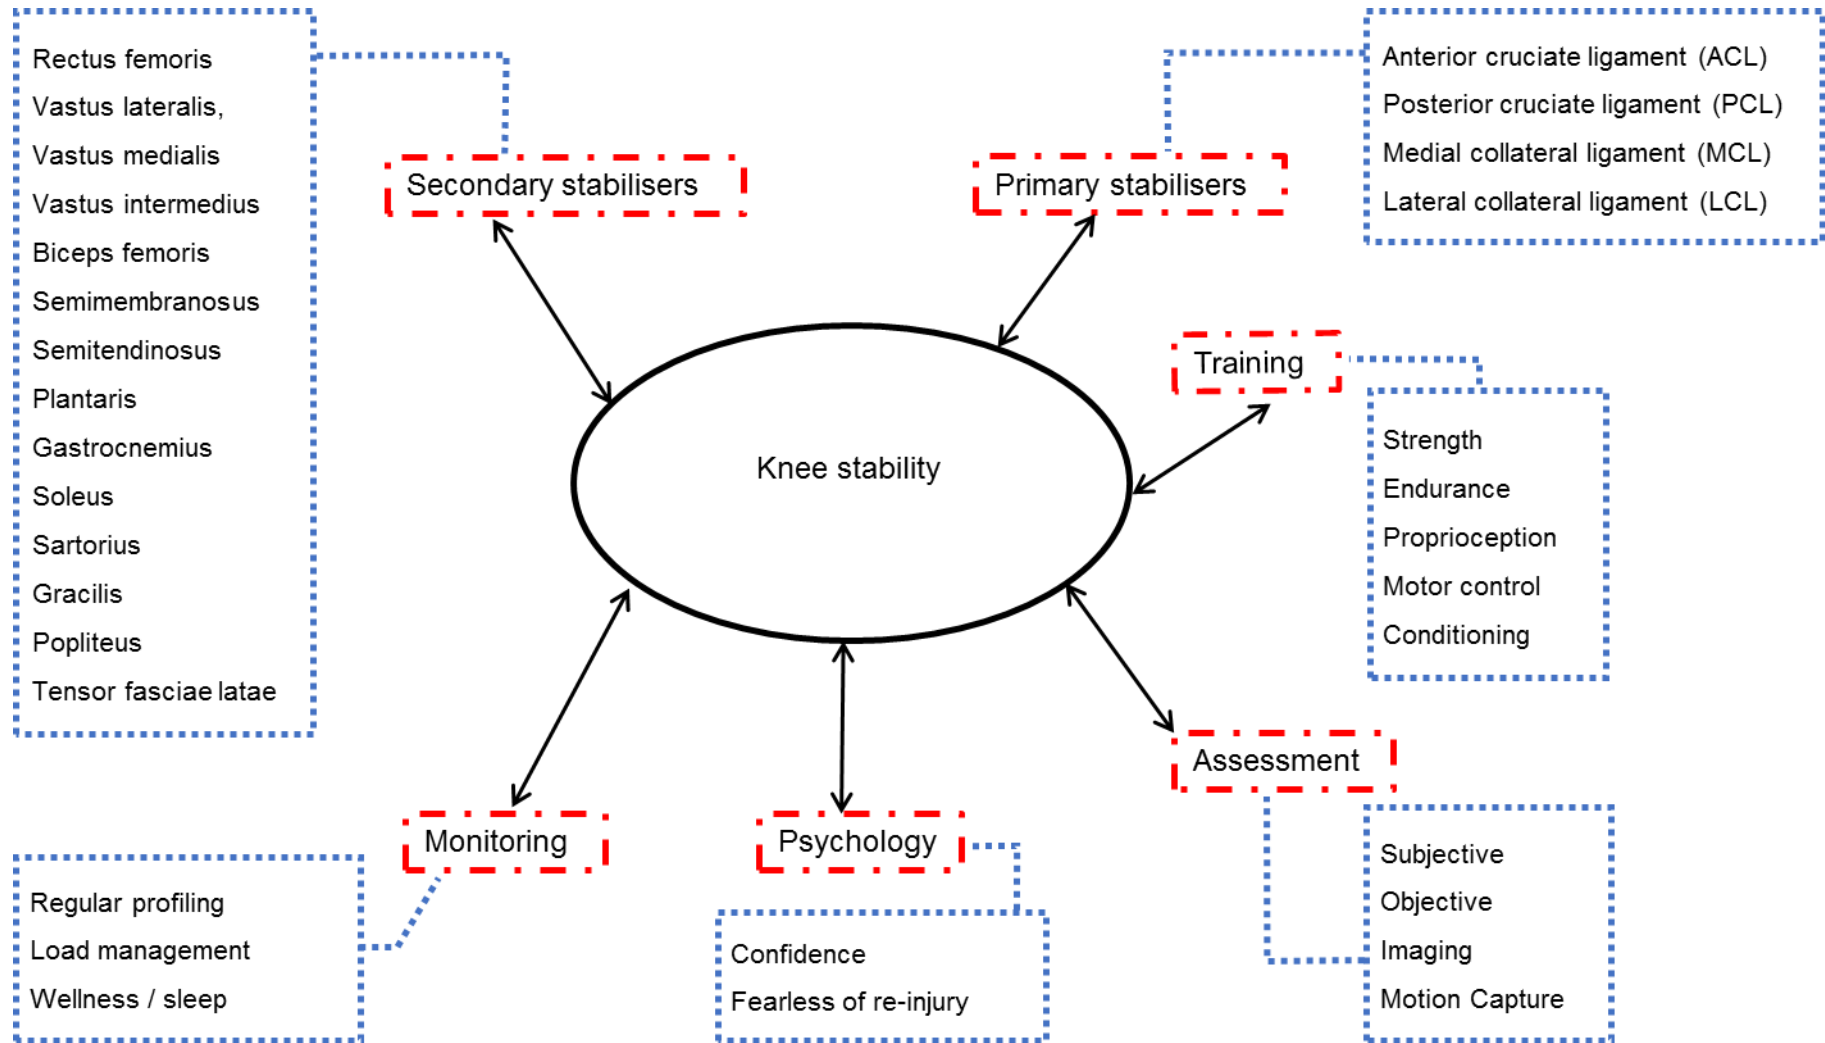 Rectus femoris
Vastus lateralis,
Vastus medialis
Vastus intermedius
Biceps femoris
Semimembranosus
Semitendinosus
Plantaris
Gastrocnemius
Soleus
Sartorius
Gracilis
Popliteus
Tensor fasciae latae
Secondary stabilisers
Primary stabilisers
Anterior cruciate ligament (ACL)
Posterior cruciate ligament (PCL)
Medial collateral ligament (MCL)
Lateral collateral ligament (LCL)
Training
Strength
Endurance
Proprioception
Motor control
Conditioning
Knee stability
Assessment
Subjective
Objective
Imaging
Motion Capture
Psychology
Confidence
Fearless of re-injury
Monitoring
Regular profiling
Load management
Wellness / sleep